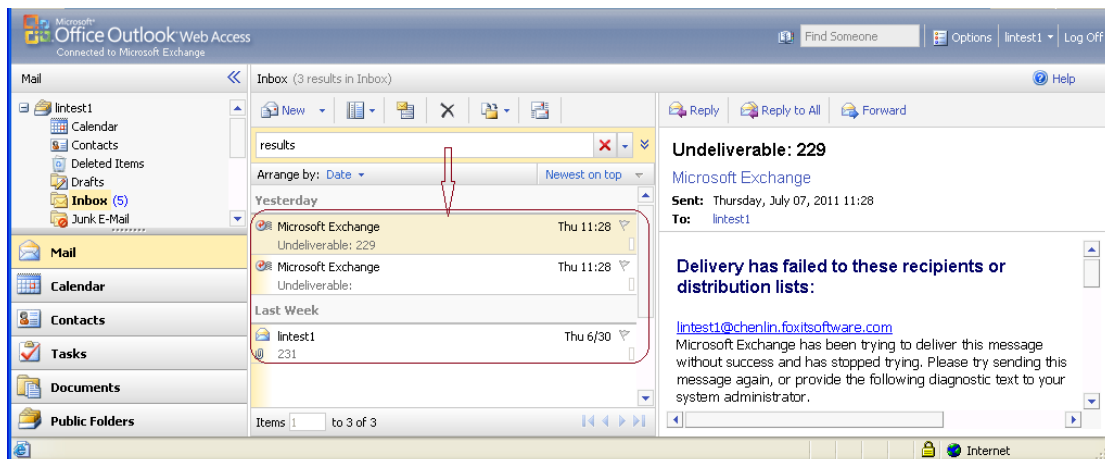 Microsoft®
Office Outlook Web Access
Connected to Microsoft Exchange
Find Someone
Options
lintest1
Log Off
Mail
Inbox (3 results in Inbox)
Help
lintest1
Calendar
Contacts
Deleted Items
Drafts
Inbox (5)
Junk E-Mail
Mail
Calendar
Contacts
Tasks
Documents
Public Folders
New
results
Arrange by: Date
Newest on top
Yesterday
Microsoft Exchange Thu 11:28
Undeliverable: 229
Microsoft Exchange Thu 11:28
Undeliverable:
Last Week
lintest1 Thu 6/30
231
Items 1 to 3 of 3
Reply
Reply to All
Forward
Undeliverable: 229
Microsoft Exchange
Sent: Thursday, July 07, 2011 11:28
To: lintest1
Delivery has failed to these recipients or
distribution lists:
lintest1@chenlin.foxitsoftware.com
Microsoft Exchange has been trying to deliver this message
without success and has stopped trying. Please try sending this
message again, or provide the following diagnostic text to your
system administrator.
Internet